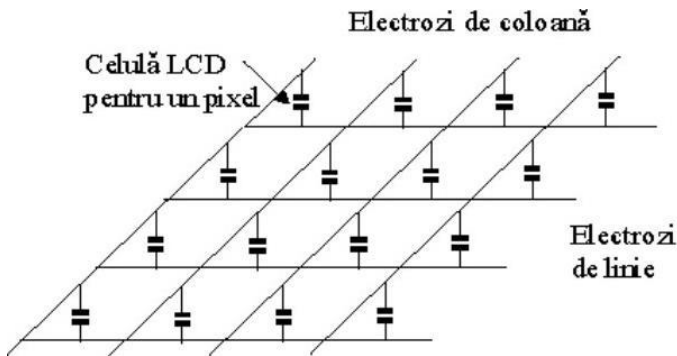 Electrozi de coloană
Celulă LCD
pentru un pixel
Electrozi
de linie